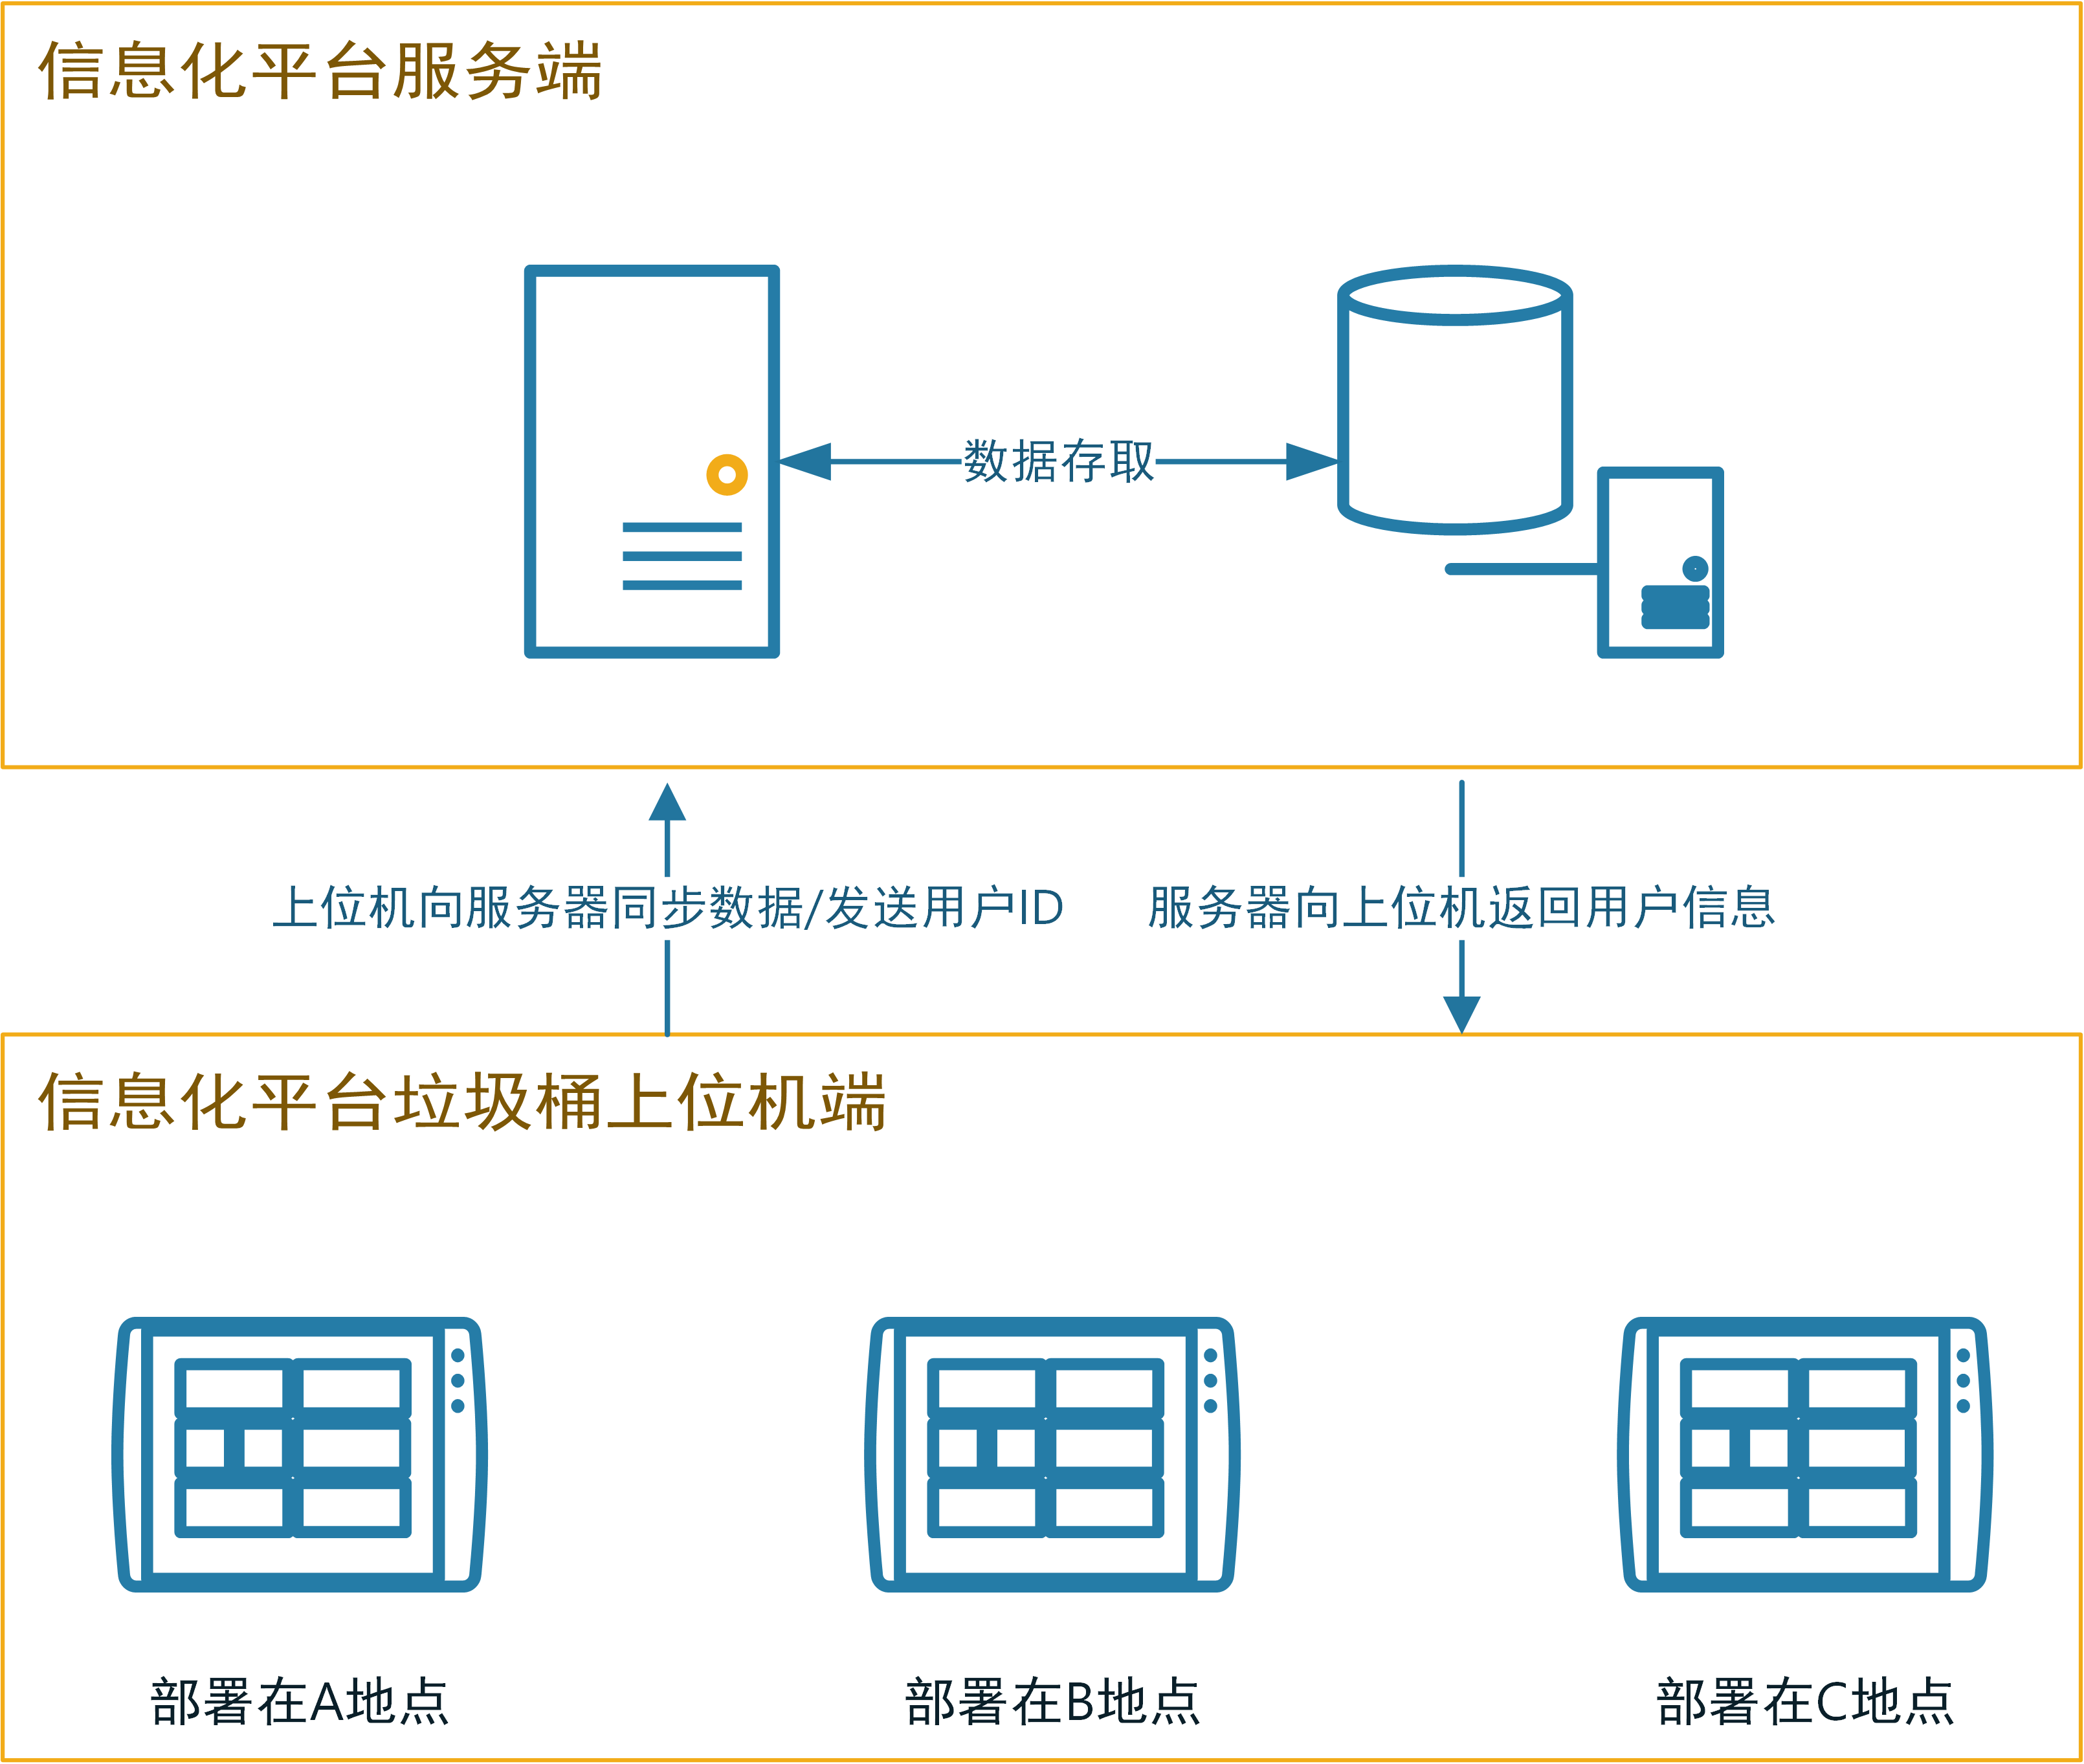 信息化平台服务端
数据存取
上位机向服务器同步数据/发送用户ID
服务器向上位机返回用户信息
信息化平台垃圾桶上位机端
部署在A地点
部署在B地点
部署在C地点